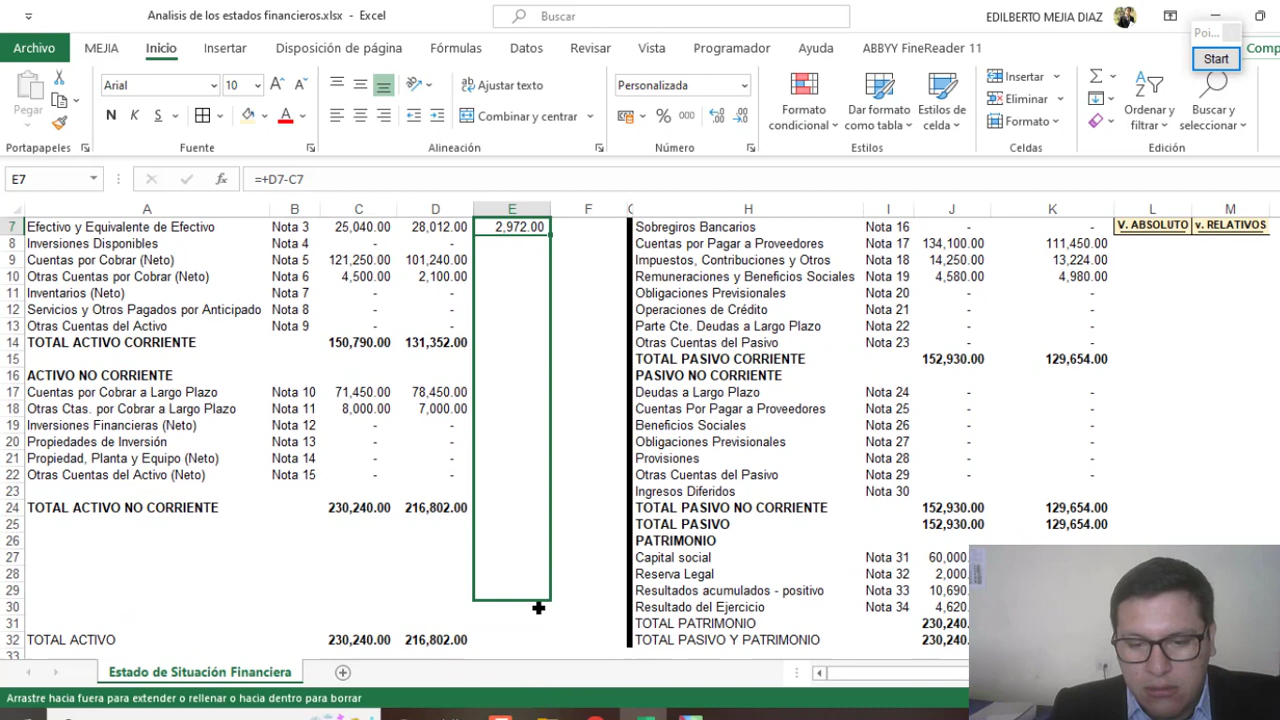 Analisis de los estados financieros.xlsx - Excel
Buscar
EDILBERTO MEJIA DIAZ
Poi...
Start
Archivo MEJIA Inicio Insertar Disposición de página Fórmulas Datos Revisar Vista Programador Ayuda ABBYY FineReader 11 Comp
Pegar
Arial 10
N K S A
Ajustar texto
Combinar y centrar
Personalizada
% 000
Formato condicional
Dar formato como tabla
Estilos de celda
Insertar
Eliminar
Formato
Ordenar y filtrar
Buscar y seleccionar
Portapapeles Fuente Alineación Número Estilos Celdas Edición
E7 fx =+D7-C7
A B C D E F G H I J K L M
7 Efectivo y Equivalente de Efectivo Nota 3 25,040.00 28,012.00 2,972.00 Sobregiros Bancarios Nota 16 - - V. ABSOLUTO v. RELATIVOS
8 Inversiones Disponibles Nota 4 - - Cuentas por Pagar a Proveedores Nota 17 134,100.00 111,450.00
9 Cuentas por Cobrar (Neto) Nota 5 121,250.00 101,240.00 Impuestos, Contribuciones y Otros Nota 18 14,250.00 13,224.00
10 Otras Cuentas por Cobrar (Neto) Nota 6 4,500.00 2,100.00 Remuneraciones y Beneficios Sociales Nota 19 4,580.00 4,980.00
11 Inventarios (Neto) Nota 7 - - Obligaciones Previsionales Nota 20 - -
12 Servicios y Otros Pagados por Anticipado Nota 8 - - Operaciones de Crédito Nota 21 - -
13 Otras Cuentas del Activo Nota 9 - - Parte Cte. Deudas a Largo Plazo Nota 22 - -
14 TOTAL ACTIVO CORRIENTE 150,790.00 131,352.00 Otras Cuentas del Pasivo Nota 23 - -
15 TOTAL PASIVO CORRIENTE 152,930.00 129,654.00
16 ACTIVO NO CORRIENTE PASIVO NO CORRIENTE
17 Cuentas por Cobrar a Largo Plazo Nota 10 71,450.00 78,450.00 Deudas a Largo Plazo Nota 24 - -
18 Otras Ctas. por Cobrar a Largo Plazo Nota 11 8,000.00 7,000.00 Cuentas Por Pagar a Proveedores Nota 25 - -
19 Inversiones Financieras (Neto) Nota 12 - - Beneficios Sociales Nota 26 - -
20 Propiedades de Inversión Nota 13 - - Obligaciones Previsionales Nota 27 - -
21 Propiedad, Planta y Equipo (Neto) Nota 14 - - Provisiones Nota 28 - -
22 Otras Cuentas del Activo (Neto) Nota 15 - - Otras Cuentas del Pasivo Nota 29 - -
23 Ingresos Diferidos Nota 30
24 TOTAL ACTIVO NO CORRIENTE 230,240.00 216,802.00 TOTAL PASIVO NO CORRIENTE 152,930.00 129,654.00
25 TOTAL PASIVO 152,930.00 129,654.00
26 PATRIMONIO
27 Capital social Nota 31 60,000.
28 Reserva Legal Nota 32 2,000.
29 Resultados acumulados - positivo Nota 33 10,690.
30 Resultado del Ejercicio Nota 34 4,620.
31 TOTAL PATRIMONIO 230,240.
32 TOTAL ACTIVO 230,240.00 216,802.00 TOTAL PASIVO Y PATRIMONIO 230,240.
33
Estado de Situación Financiera
Arrastre hacia fuera para extender o rellenar o hacia dentro para borrar